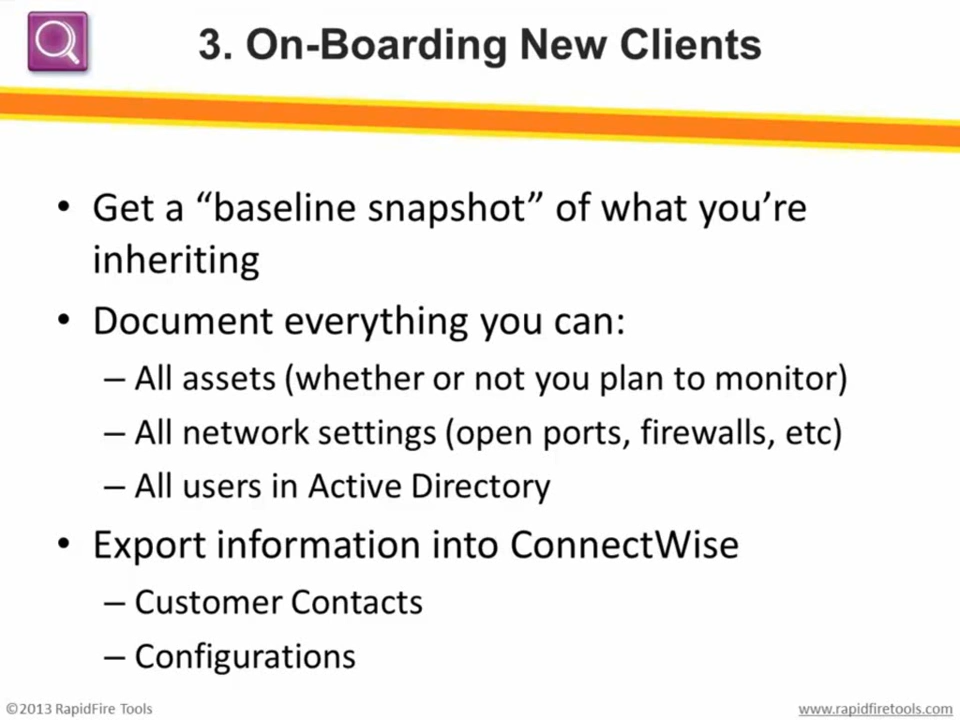 3. On-Boarding New Clients
• Get a “baseline snapshot” of what you’re
inheriting
• Document everything you can:
– All assets (whether or not you plan to monitor)
– All network settings (open ports, firewalls, etc)
– All users in Active Directory
• Export information into ConnectWise
– Customer Contacts
– Configurations
©2013 RapidFire Tools
www.rapidfiretools.com